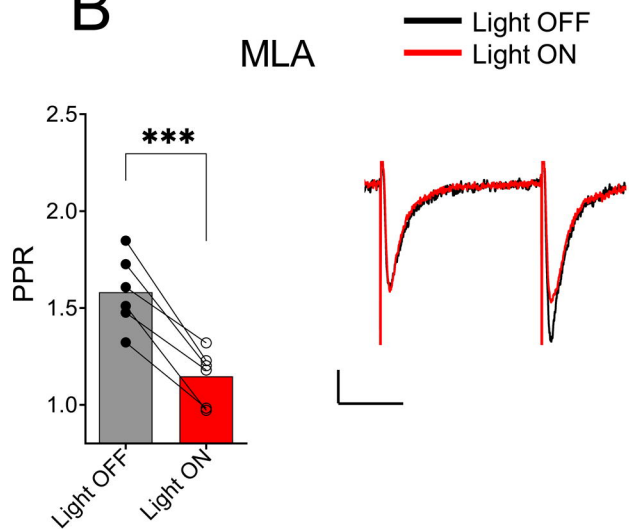 B
MLA
Light OFF
Light ON
2.5
***
2.0
PPR
1.5
1.0
Light OFF
Light ON